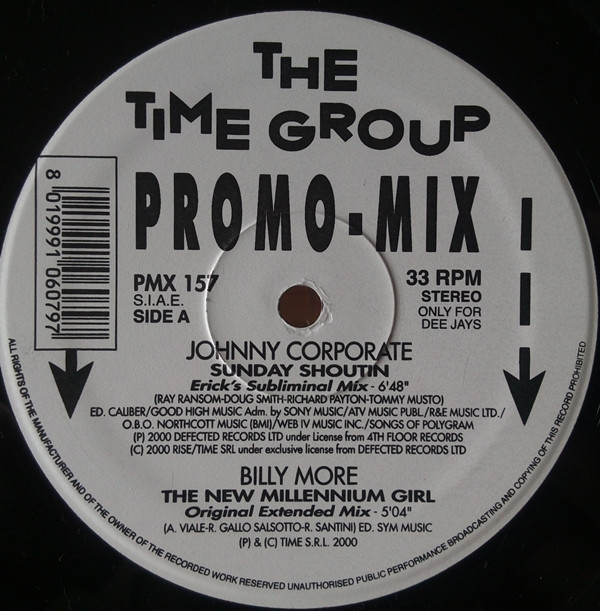 THE
TIME GROUP
PROMO-MIX
8 019991 060797
PMX 157
S.I.A.E.
SIDE A
33 RPM
STEREO
ONLY FOR
DEE JAYS
JOHNNY CORPORATE
SUNDAY SHOUTIN
Erick's Subliminal Mix - 6'48"
(RAY RANSOM-DOUG SMITH-RICHARD PAYTON-TOMMY MUSTO)
ED. CALIBER/GOOD HIGH MUSIC Adm. by SONY MUSIC/ATV MUSIC PUBL./R&E MUSIC LTD./
O.B.O. NORTHCOTT MUSIC (BMI)/WEB IV MUSIC INC./SONGS OF POLYGRAM
(P) 2000 DEFECTED RECORDS LTD under License from 4TH FLOOR RECORDS
(C) 2000 RISE/TIME SRL under exclusive license from DEFECTED RECORDS LTD
BILLY MORE
THE NEW MILLENNIUM GIRL
Original Extended Mix - 5'04"
(A. VIALE-R. GALLO SALSOTTO-R. SANTINI) ED. SYM MUSIC
(P) & (C) TIME S.R.L. 2000
ALL RIGHTS OF THE MANUFACTURER AND OF THE OWNER OF THE RECORDED WORK RESERVED UNAUTHORISED PUBLIC PERFORMANCE BROADCASTING AND COPYING OF THIS RECORD PROHIBITED